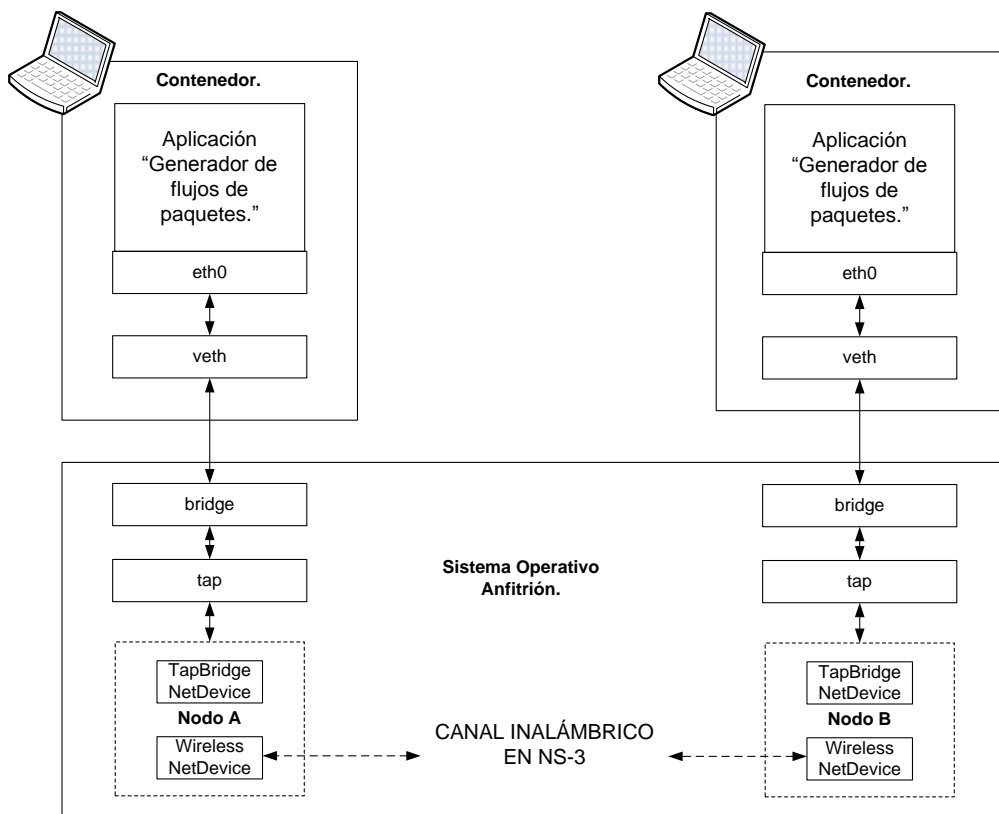 Contenedor.
Aplicación
“Generador de
flujos de
paquetes.”
eth0
veth
Contenedor.
Aplicación
“Generador de
flujos de
paquetes.”
eth0
veth
bridge
tap
Sistema Operativo
Anfitrión.
bridge
tap
TapBridge
NetDevice
Nodo A
Wireless
NetDevice
CANAL INALÁMBRICO
EN NS-3
TapBridge
NetDevice
Nodo B
Wireless
NetDevice